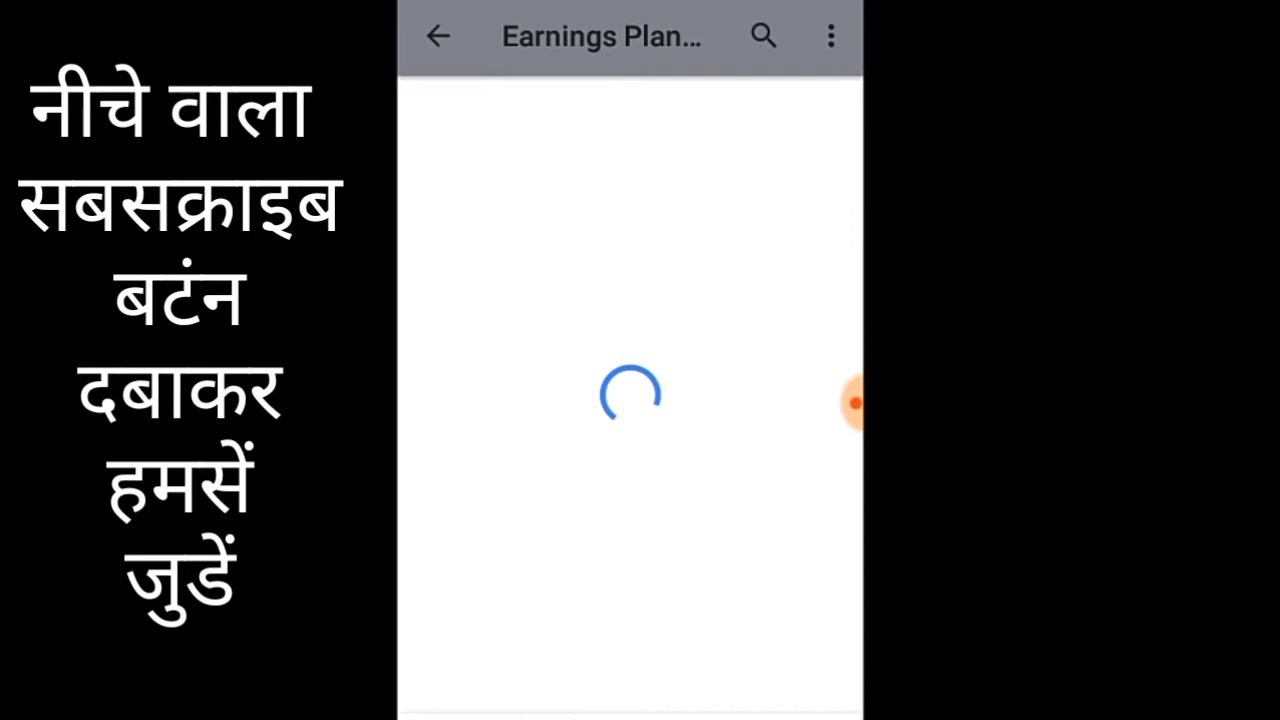 नीचे वाला
सबसक्राइब
बटंन
दबाकर
हमसें
जुडें
Earnings Plan...